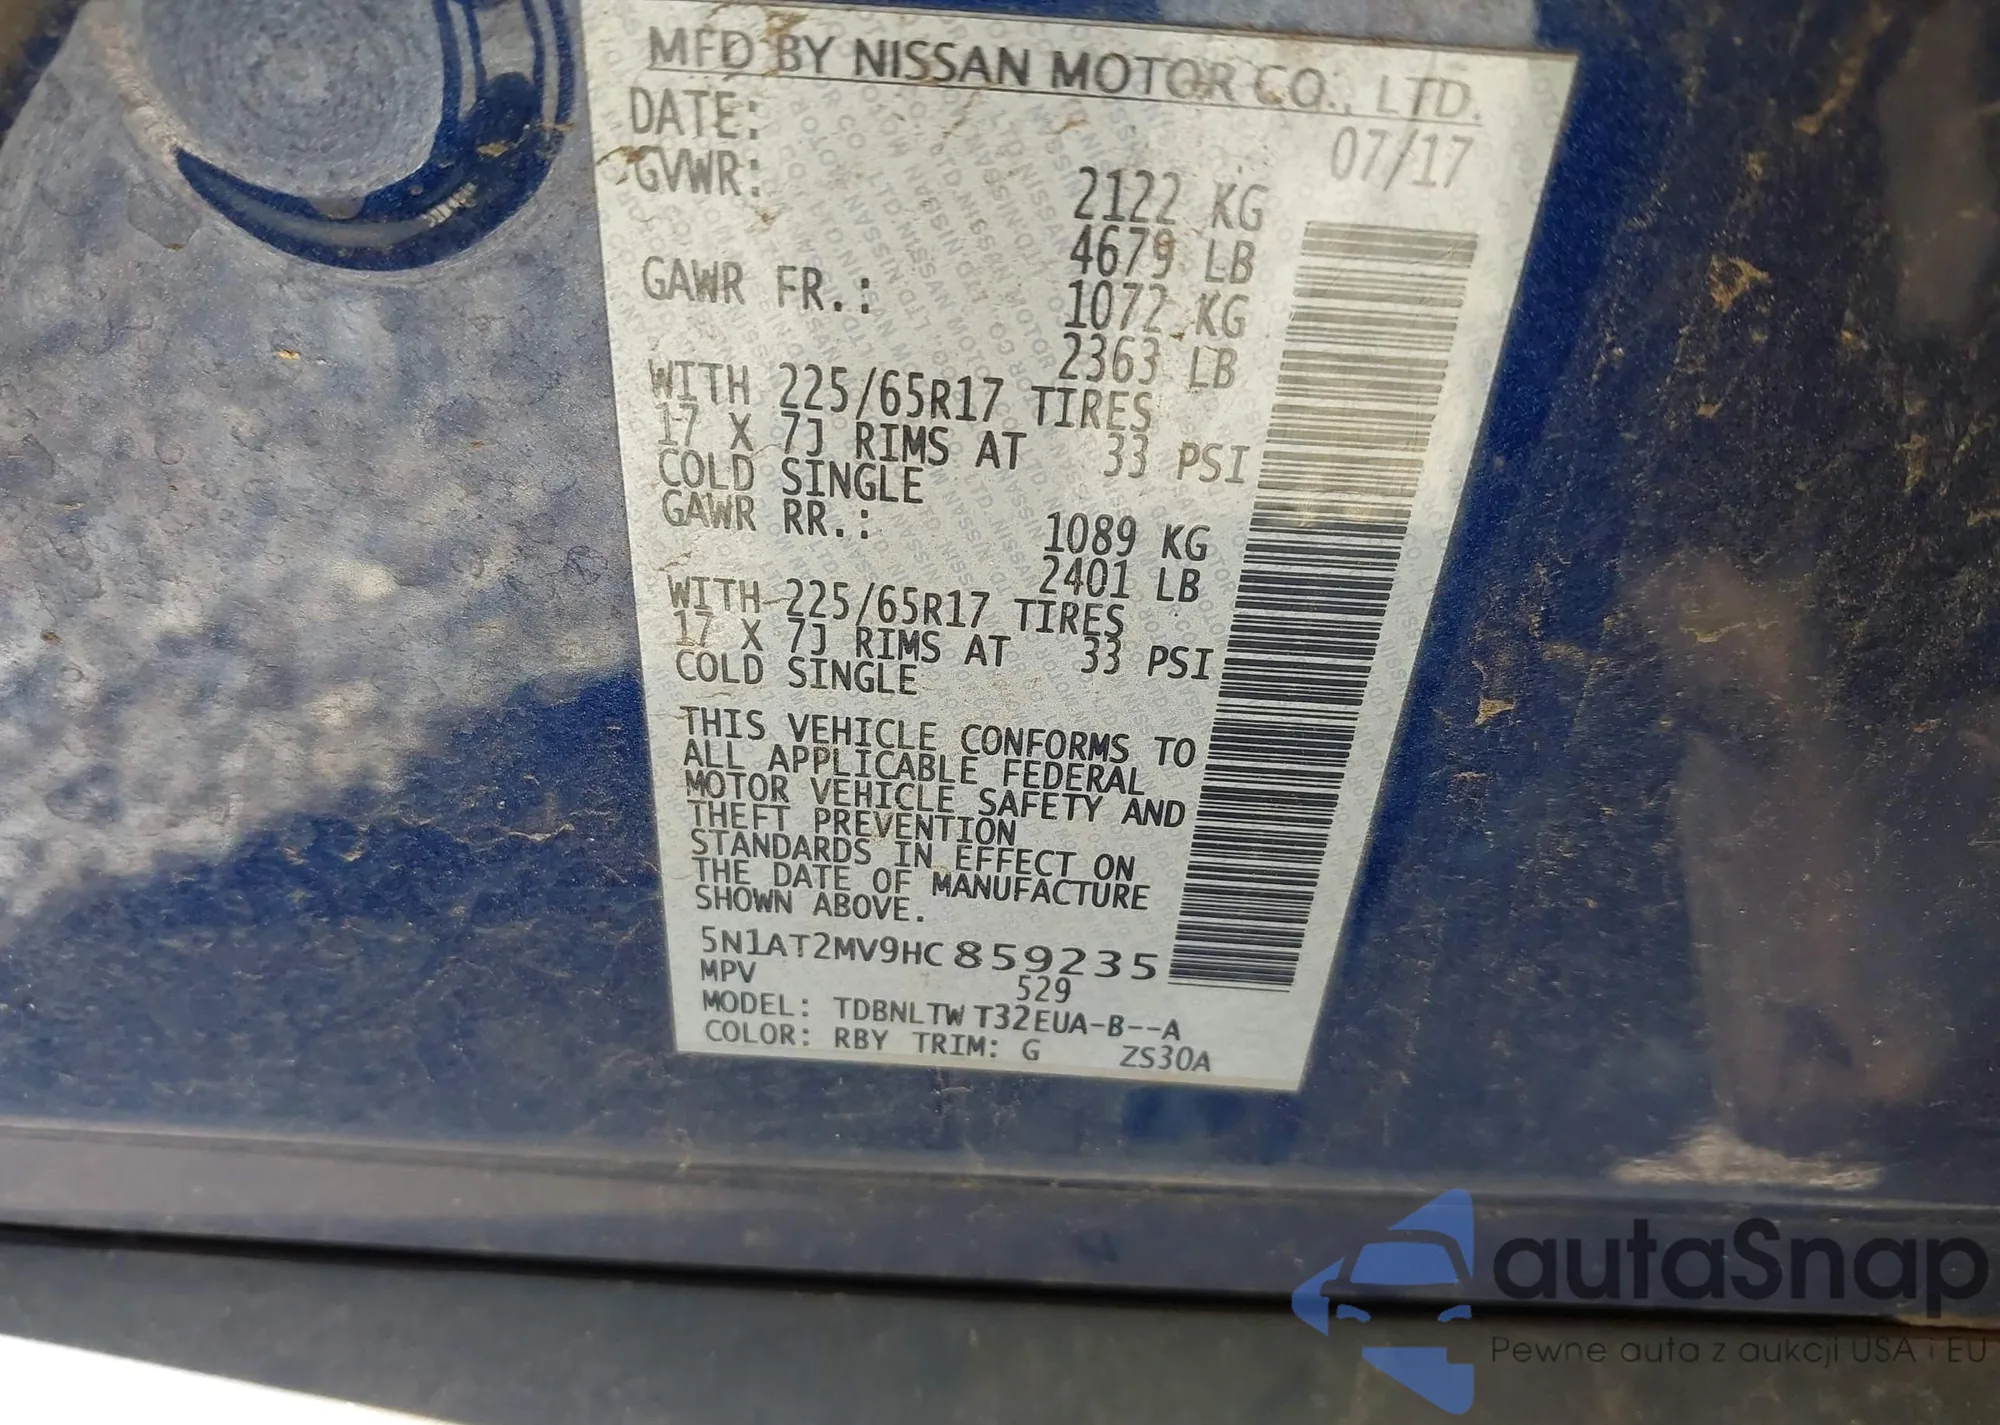 MFD BY NISSAN MOTOR CO., LTD.
DATE: 07/17
GVWR: 2122 KG
4679 LB
GAWR FR.: 1072 KG
2363 LB
WITH 225/65R17 TIRES
17 X 7J RIMS AT 33 PSI
COLD SINGLE
GAWR RR.: 1089 KG
2401 LB
WITH 225/65R17 TIRES
17 X 7J RIMS AT 33 PSI
COLD SINGLE
THIS VEHICLE CONFORMS TO
ALL APPLICABLE FEDERAL
MOTOR VEHICLE SAFETY AND
THEFT PREVENTION
STANDARDS IN EFFECT ON
THE DATE OF MANUFACTURE
SHOWN ABOVE.
5N1AT2MV9HC859235
MPV 529
MODEL: TDBNLTW T32EUA-B--A
COLOR: RBY TRIM: G ZS30A
autaSnap
Pewne auta z aukcji USA i EU